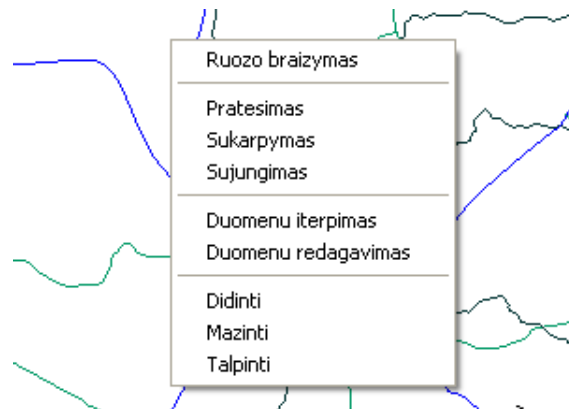 Ruozo braizymas
Pratesimas
Sukarpymas
Sujungimas
Duomenu iterpimas
Duomenu redagavimas
Didinti
Mazinti
Talpinti